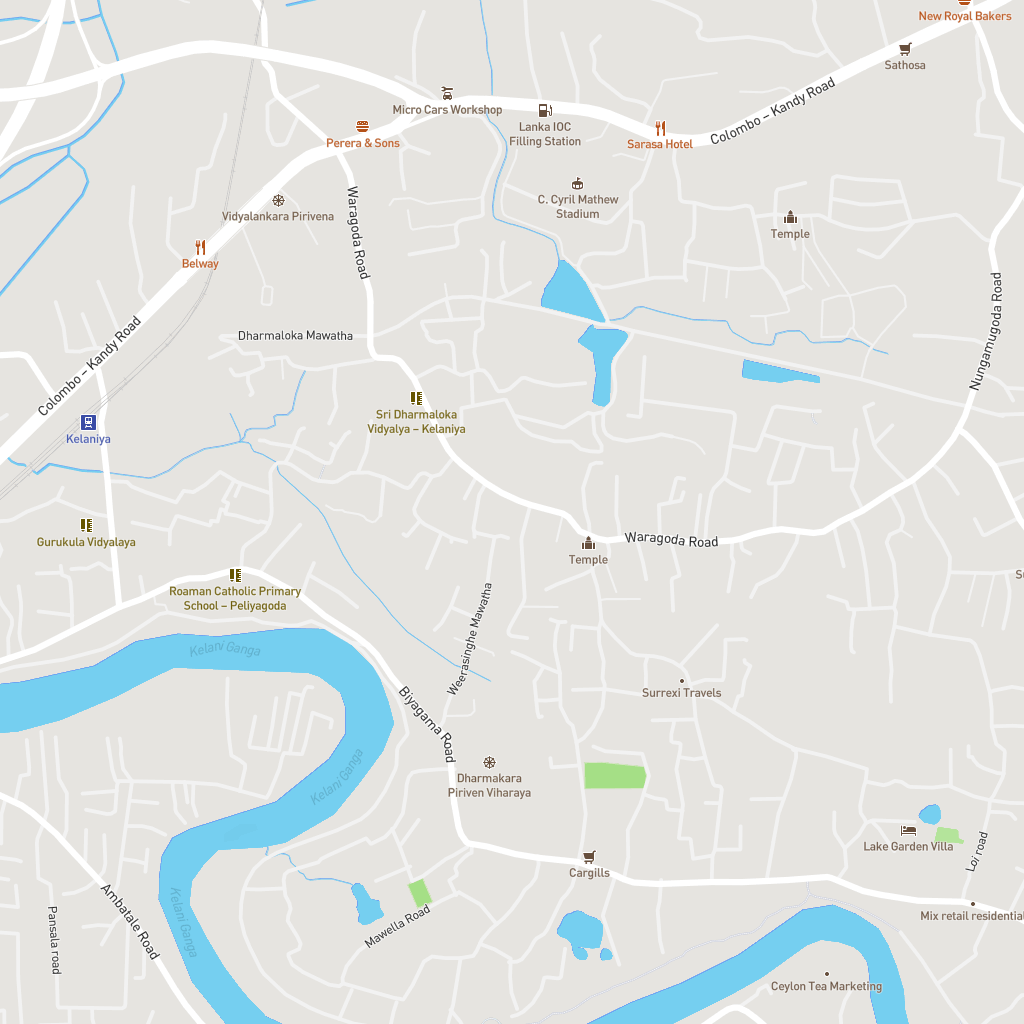 New Royal Bakers
Sathosa
Micro Cars Workshop
Lanka IOC
Filling Station
Colombo – Kandy Road
Perera & Sons
Sarasa Hotel
C. Cyril Mathew
Stadium
Vidyalankara Pirivena
Waragoda Road
Temple
Belway
Nungamugoda Road
Dharmaloka Mawatha
Colombo – Kandy Road
Sri Dharmaloka
Vidyalya – Kelaniya
Kelaniya
Gurukula Vidyalaya
Waragoda Road
Temple
Su
Roaman Catholic Primary
School – Peliyagoda
Weerasinghe Mawatha
Kelani Ganga
Surrexi Travels
Biyagama Road
Kelani Ganga
Dharmakara
Piriven Viharaya
Lake Garden Villa
Loi road
Cargills
Ambatale Road
Pansala road
Kelani Ganga
Mawella Road
Mix retail residential
Ceylon Tea Marketing